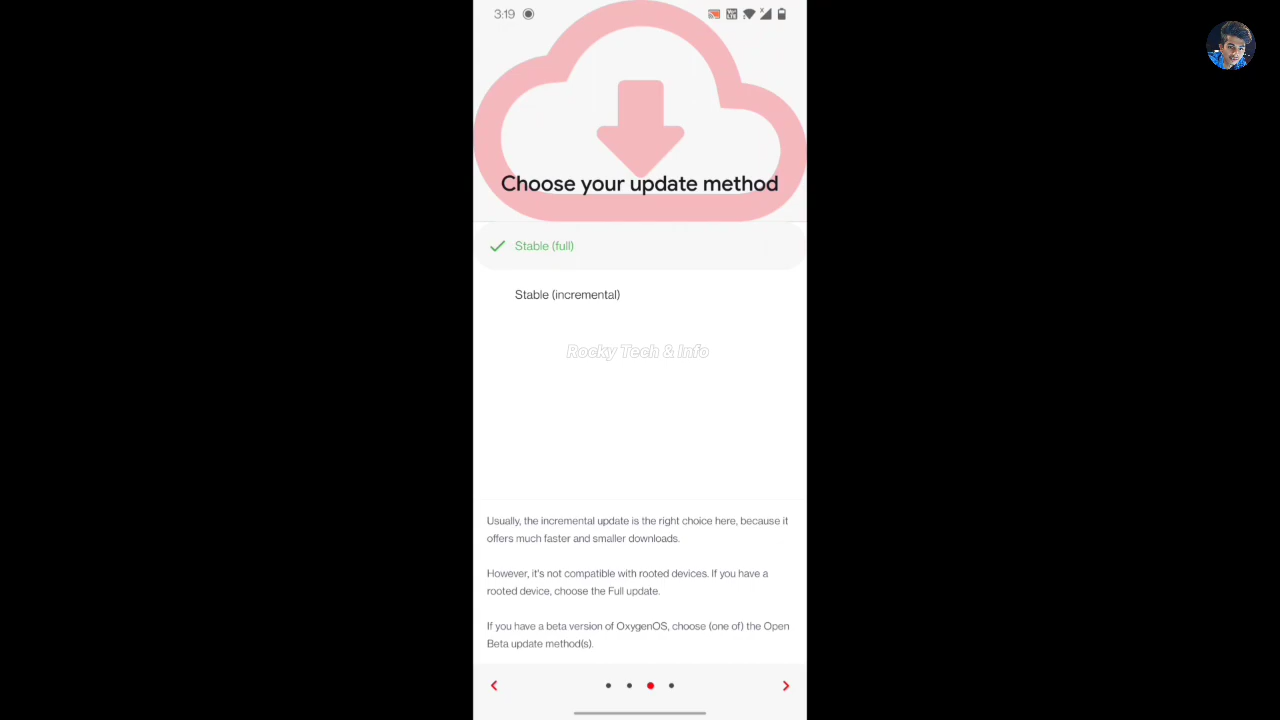 3:19
Choose your update method
Stable (full)
Stable (incremental)
Rocky Tech & Info
Usually, the incremental update is the right choice here, because it
offers much faster and smaller downloads.
However, it's not compatible with rooted devices. If you have a
rooted device, choose the Full update.
If you have a beta version of OxygenOS, choose (one of) the Open
Beta update method(s).